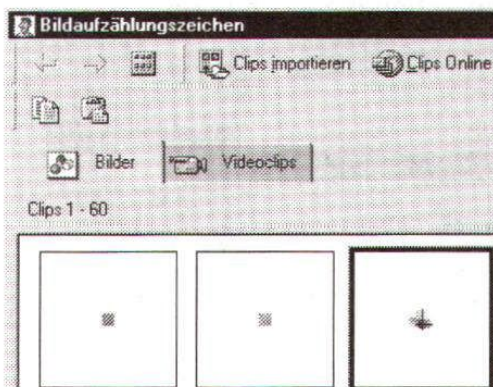 Bildaufzählungszeichen
Clips importieren Clips Online
Bilder Videoclips
Clips 1 - 60